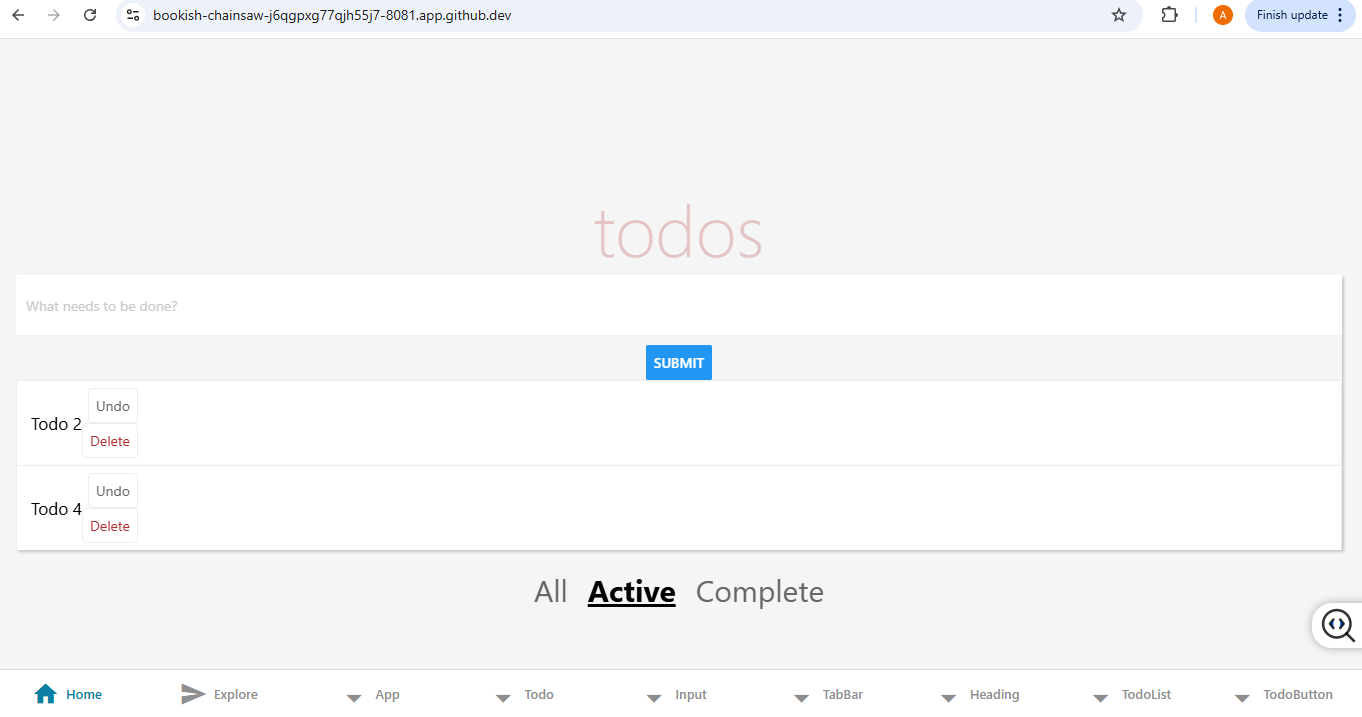 bookish-chainsaw-j6qgpxg77qjh55j7-8081.app.github.dev
A
Finish update
todos
What needs to be done?
SUBMIT
Todo 2
Undo
Delete
Todo 4
Undo
Delete
All Active Complete
Home Explore App Todo Input TabBar Heading TodoList TodoButton